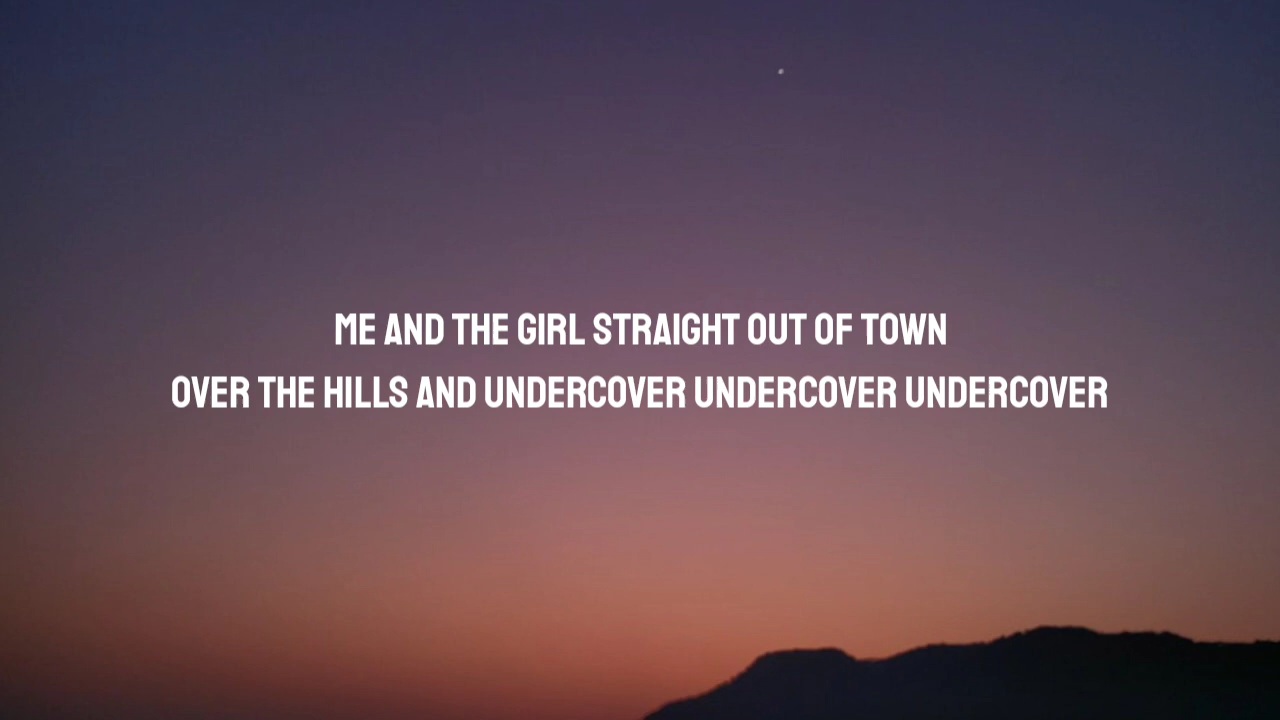 ME AND THE GIRL STRAIGHT OUT OF TOWN
OVER THE HILLS AND UNDERCOVER UNDERCOVER UNDERCOVER